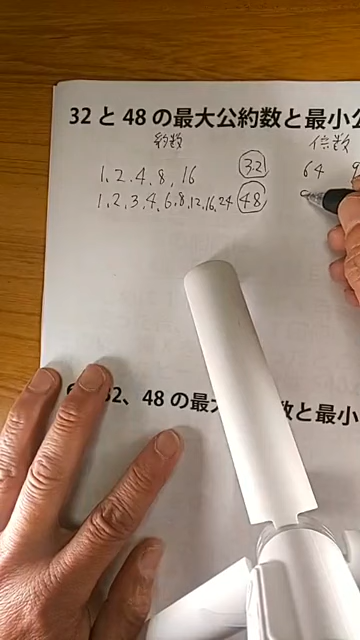 32 と 48 の最大公約数と最小公
約数 倍数
1.2.4.8.16 32 64 9
1.2.3.4.6.8.12.16.24 48
32、48 の最大 数と最小